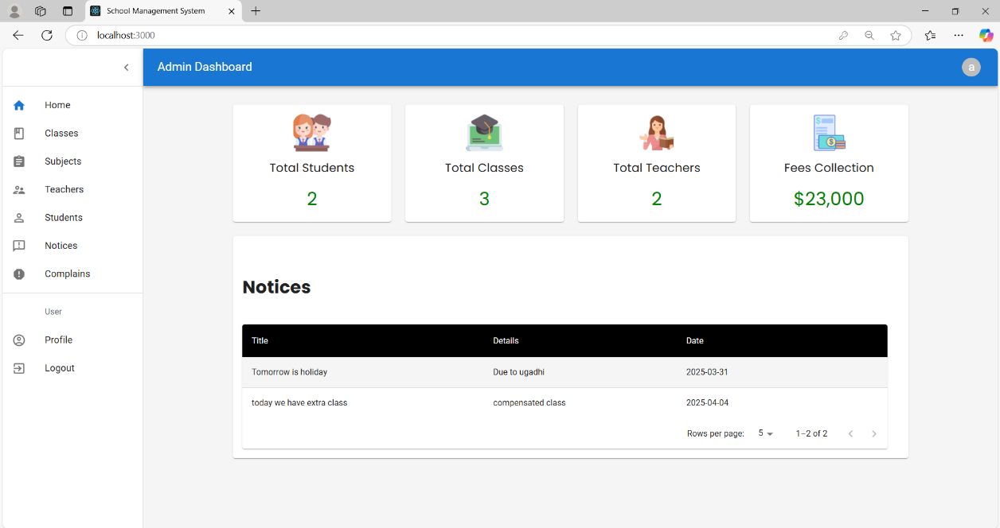 School Management System
localhost:3000
Admin Dashboard
a
Home
Classes
Subjects
Teachers
Students
Notices
Complains
User
Profile
Logout
Total Students
2
Total Classes
3
Total Teachers
2
Fees Collection
$23,000
Notices
Title Details Date
Tomorrow is holiday Due to ugadhi 2025-03-31
today we have extra class compensated class 2025-04-04
Rows per page: 5 1–2 of 2